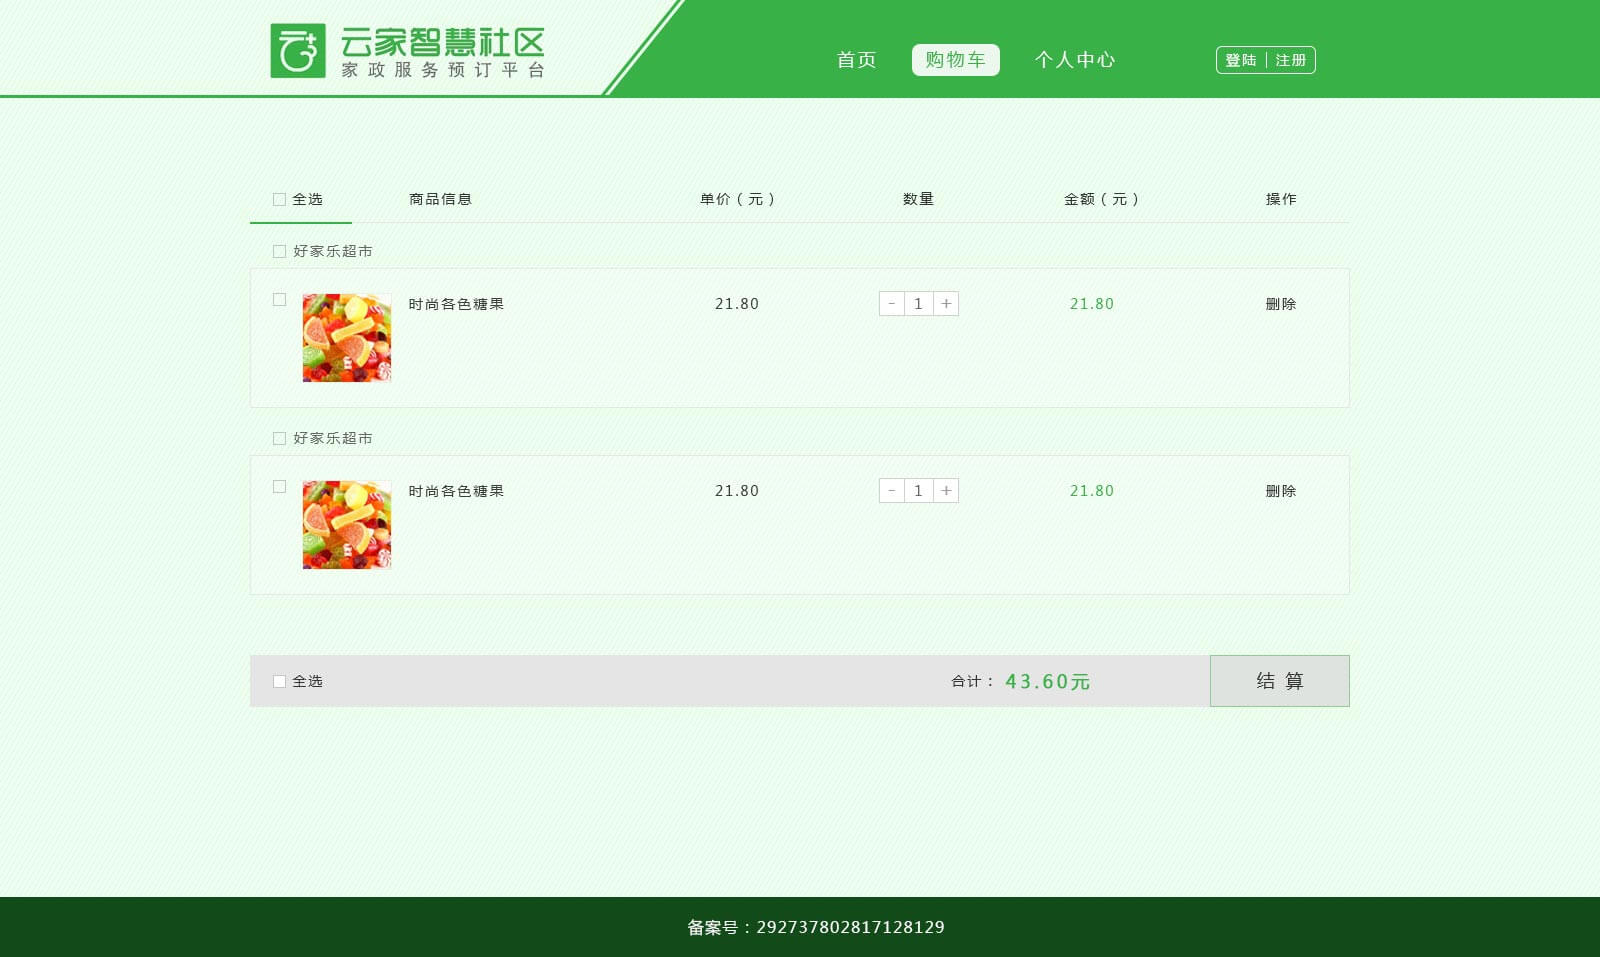 云家智慧社区
家政服务预订平台
首页 购物车 个人中心 登陆 | 注册
全选 商品信息 单价（元） 数量 金额（元） 操作
好家乐超市
时尚各色糖果 21.80 - 1 + 21.80 删除
好家乐超市
时尚各色糖果 21.80 - 1 + 21.80 删除
全选 合计： 43.60元 结 算
备案号：292737802817128129